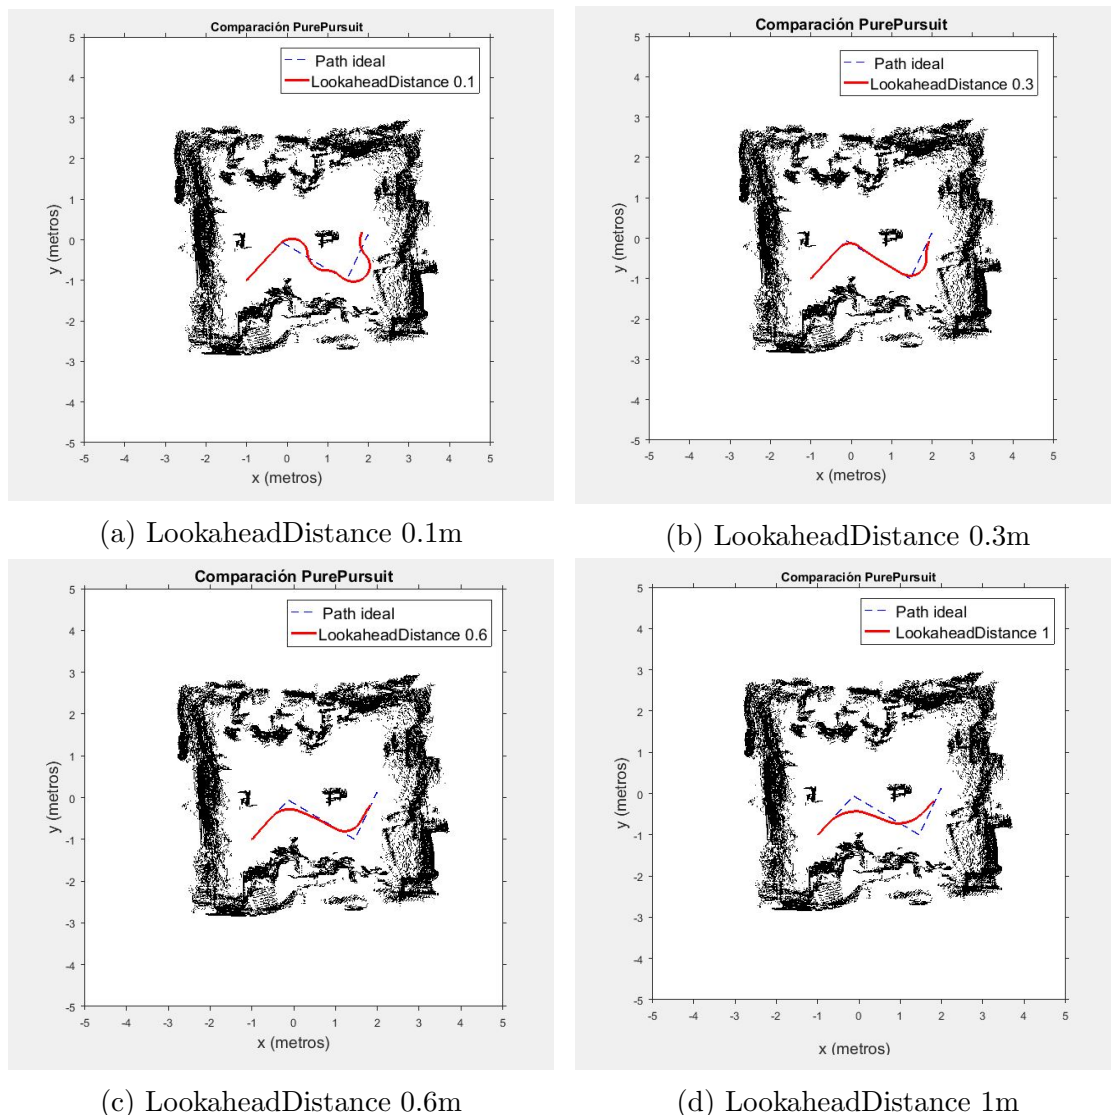 Comparación PurePursuit
Path ideal
LookaheadDistance 0.1
5
4
3
2
1
0
-1
-2
-3
-4
-5
y (metros)
-5 -4 -3 -2 -1 0 1 2 3 4 5
x (metros)
(a) LookaheadDistance 0.1m
Comparación PurePursuit
Path ideal
LookaheadDistance 0.3
5
4
3
2
1
0
-1
-2
-3
-4
-5
y (metros)
-5 -4 -3 -2 -1 0 1 2 3 4 5
x (metros)
(b) LookaheadDistance 0.3m
Comparación PurePursuit
Path ideal
LookaheadDistance 0.6
5
4
3
2
1
0
-1
-2
-3
-4
-5
y (metros)
-5 -4 -3 -2 -1 0 1 2 3 4 5
x (metros)
(c) LookaheadDistance 0.6m
Comparación PurePursuit
Path ideal
LookaheadDistance 1
5
4
3
2
1
0
-1
-2
-3
-4
-5
y (metros)
-5 -4 -3 -2 -1 0 1 2 3 4 5
x (metros)
(d) LookaheadDistance 1m